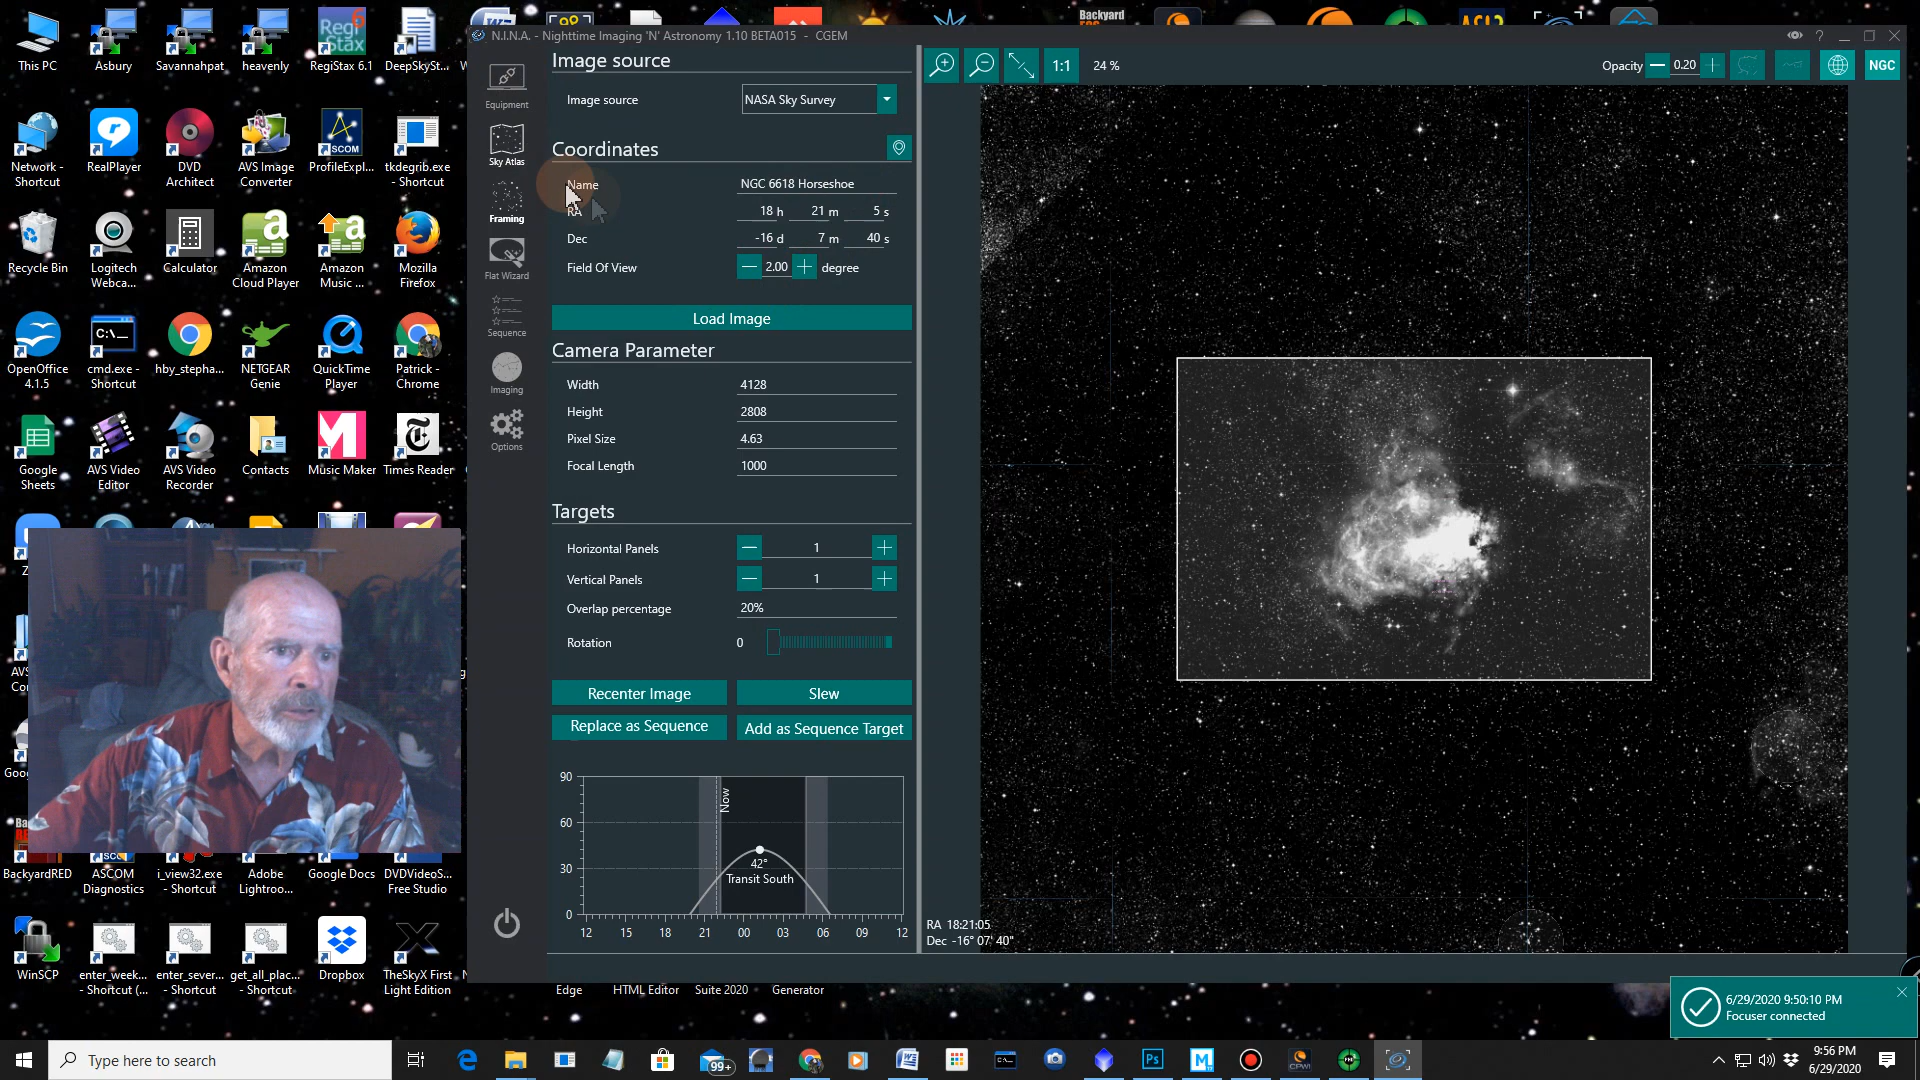 N.I.N.A. - Nighttime Imaging 'N' Astronomy 1.10 BETA015 - CGEM
Image source
Image source
NASA Sky Survey
Coordinates
Name
NGC 6618 Horseshoe
RA
18 h 21 m 5 s
Dec
-16 d 7 m 40 s
Field Of View
2.00 degree
Load Image
Camera Parameter
Width
4128
Height
2808
Pixel Size
4.63
Focal Length
1000
Targets
Horizontal Panels
1
Vertical Panels
1
Overlap percentage
20%
Rotation
0
Recenter Image
Slew
Replace as Sequence
Add as Sequence Target
90
60
30
0
Now
42°
Transit South
12 15 18 21 00 03 06 09 12
Equipment
Sky Atlas
Framing
Flat Wizard
Sequence
Imaging
Options
1:1
24 %
Opacity
0.20
NGC
RA 18:21:05
Dec -16° 07' 40"
6/29/2020 9:50:10 PM
Focuser connected
This PC
Asbury
Savannahpat
heavenly
RegiStax 6.1
DeepSkySt...
Network - Shortcut
RealPlayer
DVD Architect
AVS Image Converter
ProfileExpl...
tkdegrib.exe - Shortcut
Recycle Bin
Logitech Webca...
Calculator
Amazon Cloud Player
Amazon Music ...
Mozilla Firefox
OpenOffice 4.1.5
cmd.exe - Shortcut
hby_stepha...
NETGEAR Genie
QuickTime Player
Patrick - Chrome
Google Sheets
AVS Video Editor
AVS Video Recorder
Contacts
Music Maker
Times Reader
BackyardRED
ASCOM Diagnostics
i_view32.exe - Shortcut
Adobe Lightroo...
Google Docs
DVDVideoS... Free Studio
WinSCP
enter_week... - Shortcut (...
enter_sever... - Shortcut
get_all_plac... - Shortcut
Dropbox
TheSkyX First Light Edition
Edge
HTML Editor
Suite 2020
Generator
Type here to search
99+
9:56 PM
6/29/2020